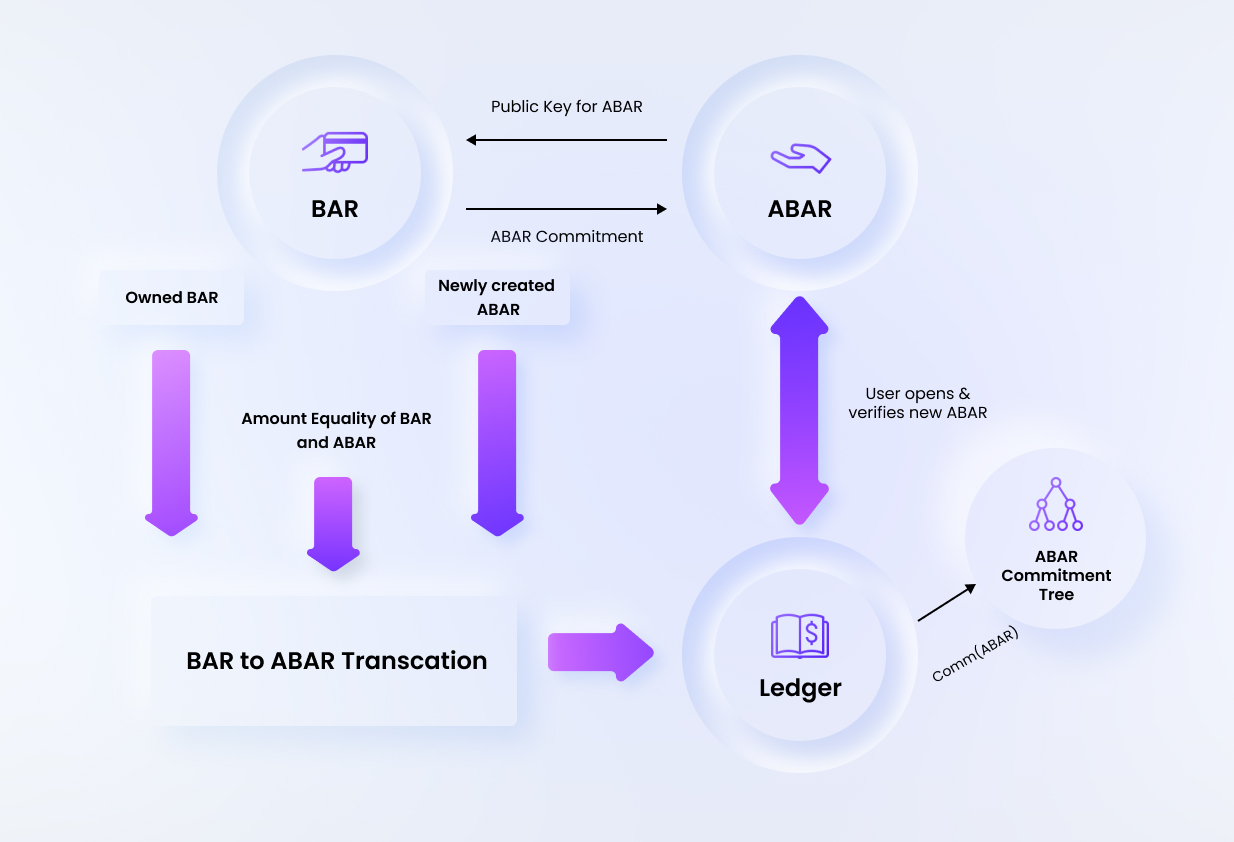 Public Key for ABAR
BAR
ABAR
ABAR Commitment
Owned BAR
Newly created
ABAR
User opens &
verifies new ABAR
Amount Equality of BAR
and ABAR
ABAR
Commitment
Tree
BAR to ABAR Transcation
$
Ledger
Comm(ABAR)